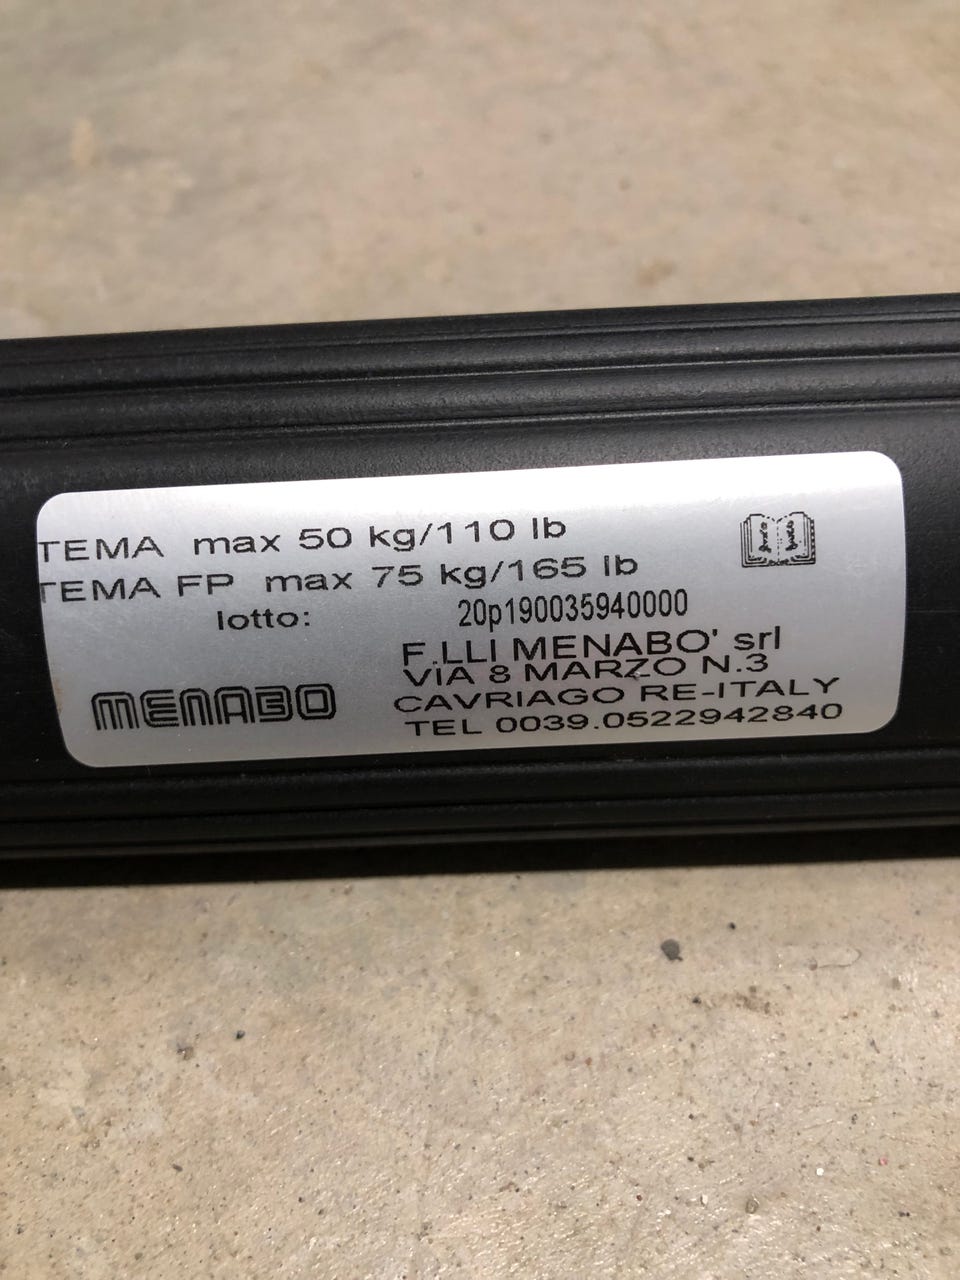 TEMA max 50 kg/110 lb
TEMA FP max 75 kg/165 lb
lotto: 20p190035940000
F.LLI MENABO' srl
VIA 8 MARZO N.3
CAVRIAGO RE-ITALY
TEL 0039.0522942840
MENABO